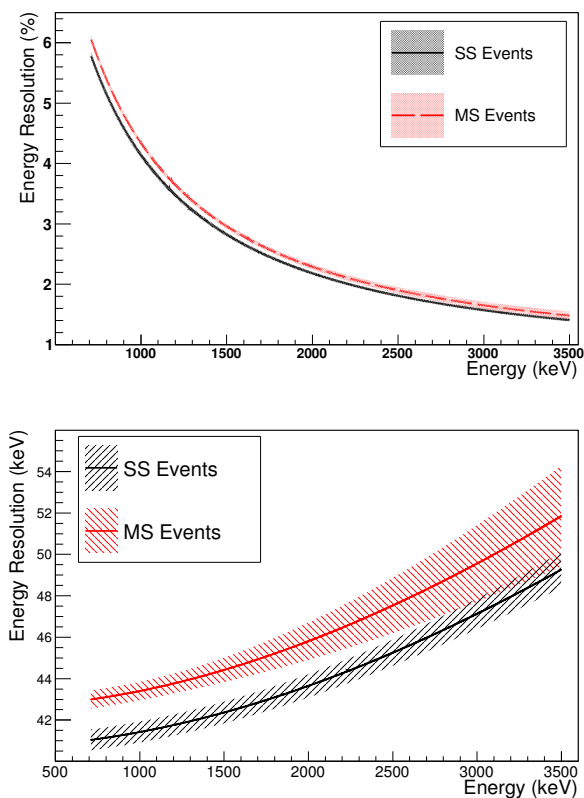 Energy Resolution (%)
6
5
4
3
2
1
SS Events
MS Events
1000 1500 2000 2500 3000 3500
Energy (keV)
Energy Resolution (keV)
54
52
50
48
46
44
42
SS Events
MS Events
500 1000 1500 2000 2500 3000 3500
Energy (keV)